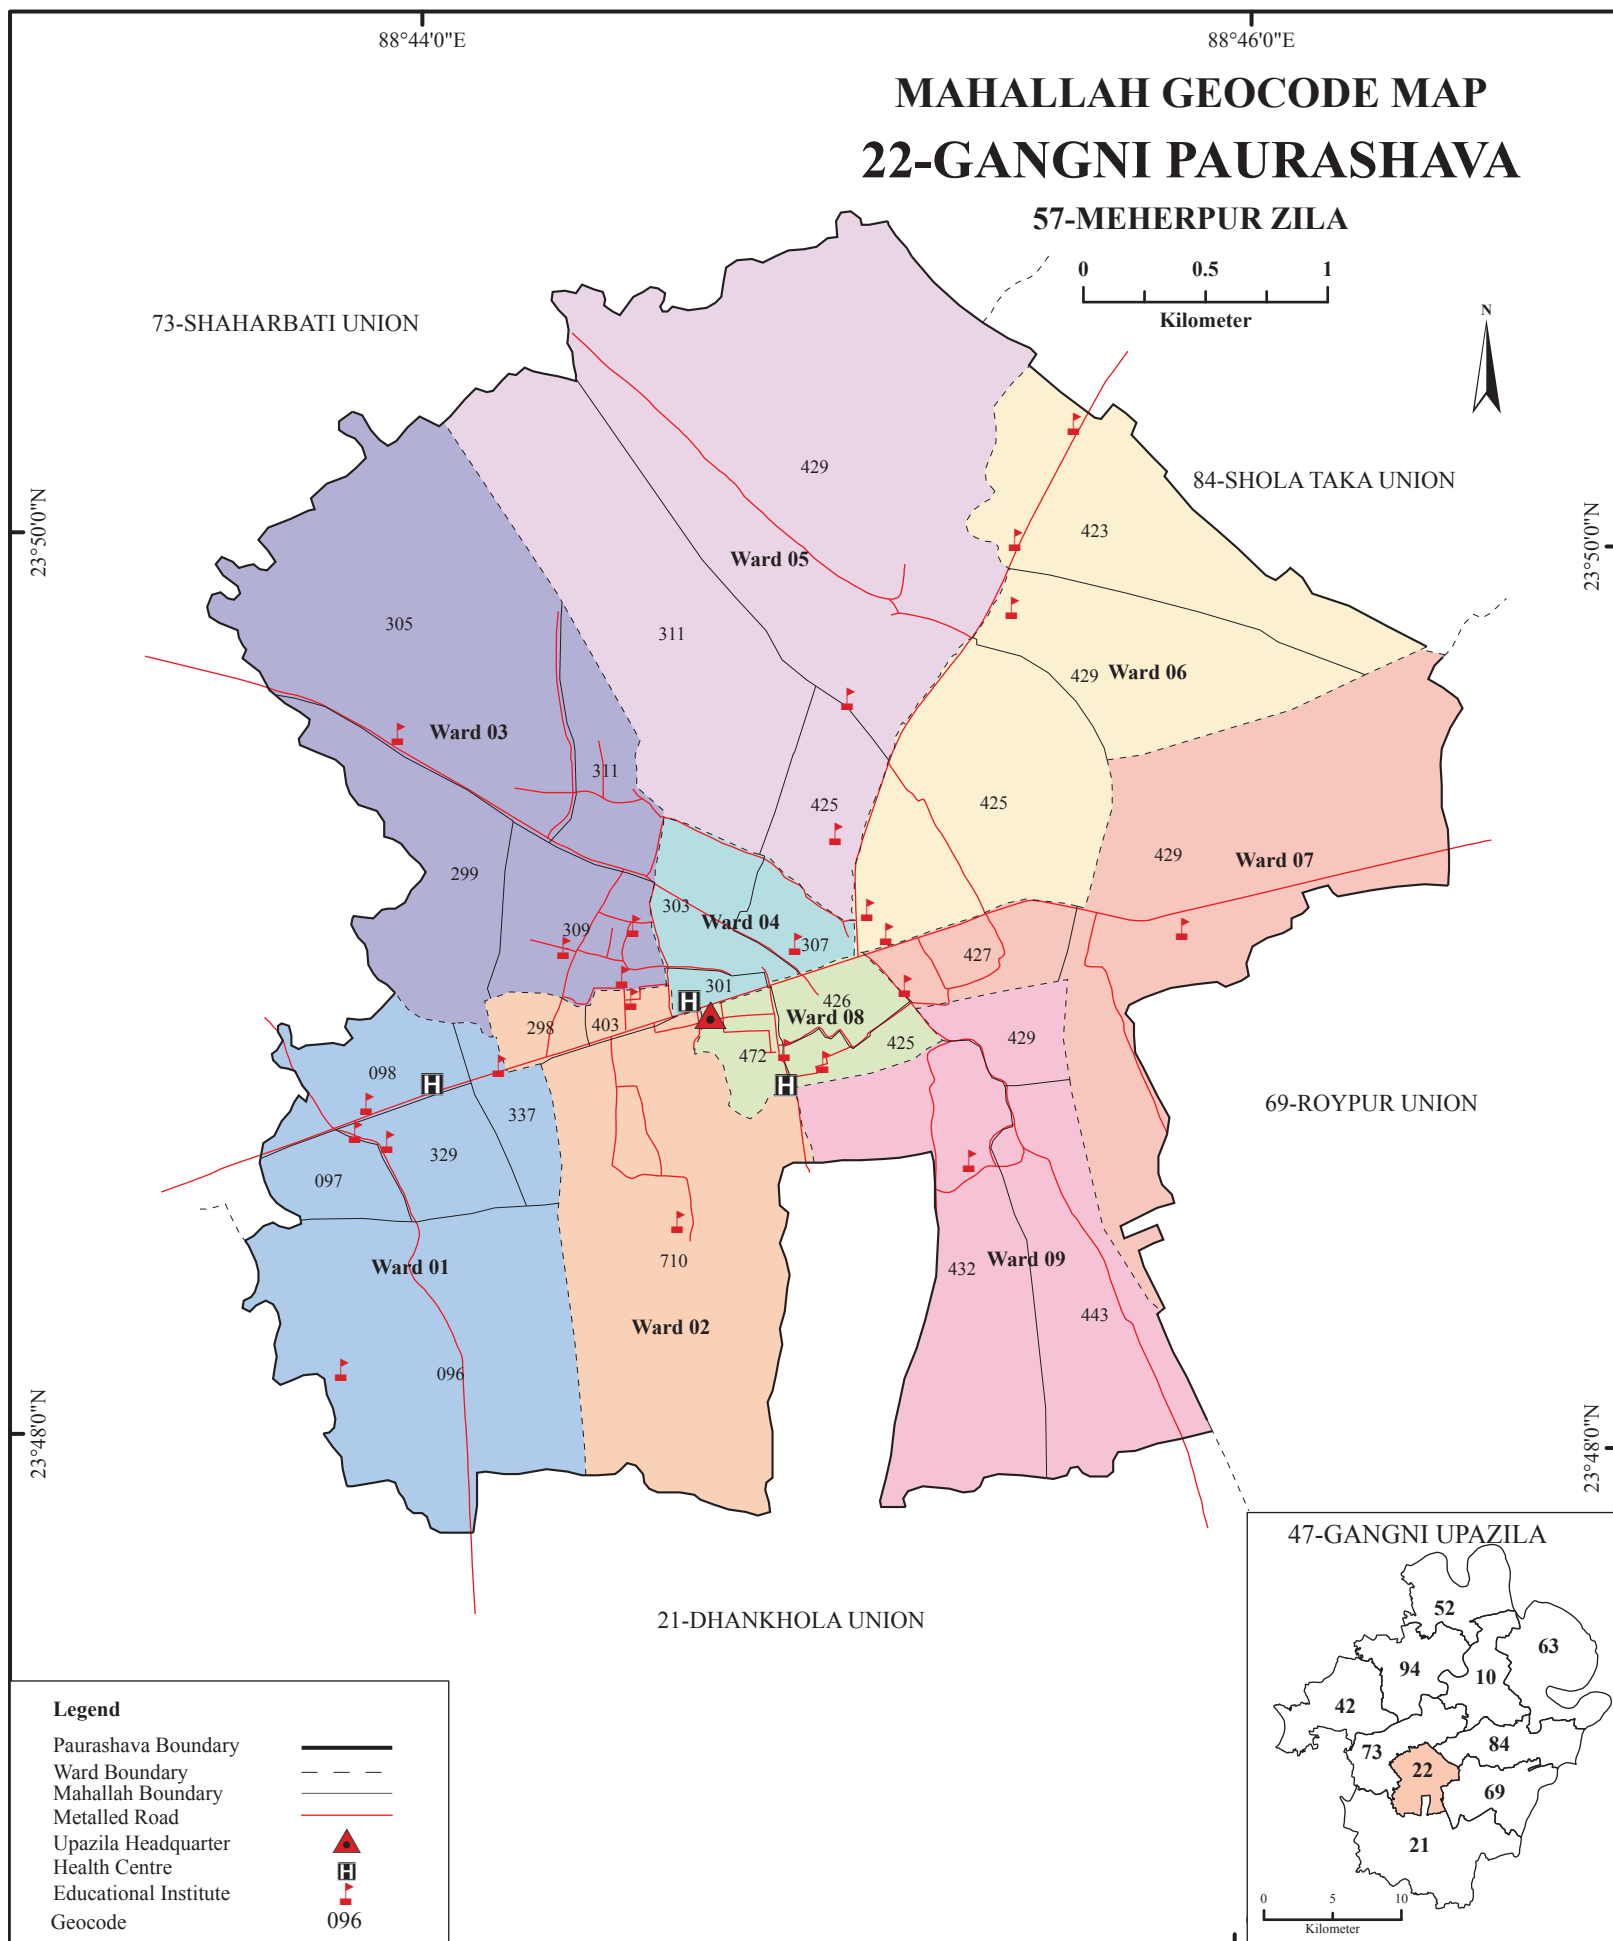 88°44'0"E
88°46'0"E
MAHALLAH GEOCODE MAP
22-GANGNI PAURASHAVA
57-MEHERPUR ZILA
0 0.5 1
Kilometer
N
73-SHAHARBATI UNION
84-SHOLA TAKA UNION
23°50'0"N
23°50'0"N
429
423
Ward 05
305
311
429
Ward 06
Ward 03
311
425
425
429
Ward 07
299
303
Ward 04
309
307
427
301
426
Ward 08
298
403
472
425
429
098
337
329
097
69-ROYPUR UNION
Ward 01
710
432
Ward 09
443
Ward 02
096
23°48'0"N
23°48'0"N
21-DHANKHOLA UNION
47-GANGNI UPAZILA
52
63
94
10
42
73
84
22
69
21
0 5 10
Kilometer
Legend
Paurashava Boundary
Ward Boundary
Mahallah Boundary
Metalled Road
Upazila Headquarter
Health Centre
H
Educational Institute
Geocode 096
H
H
H